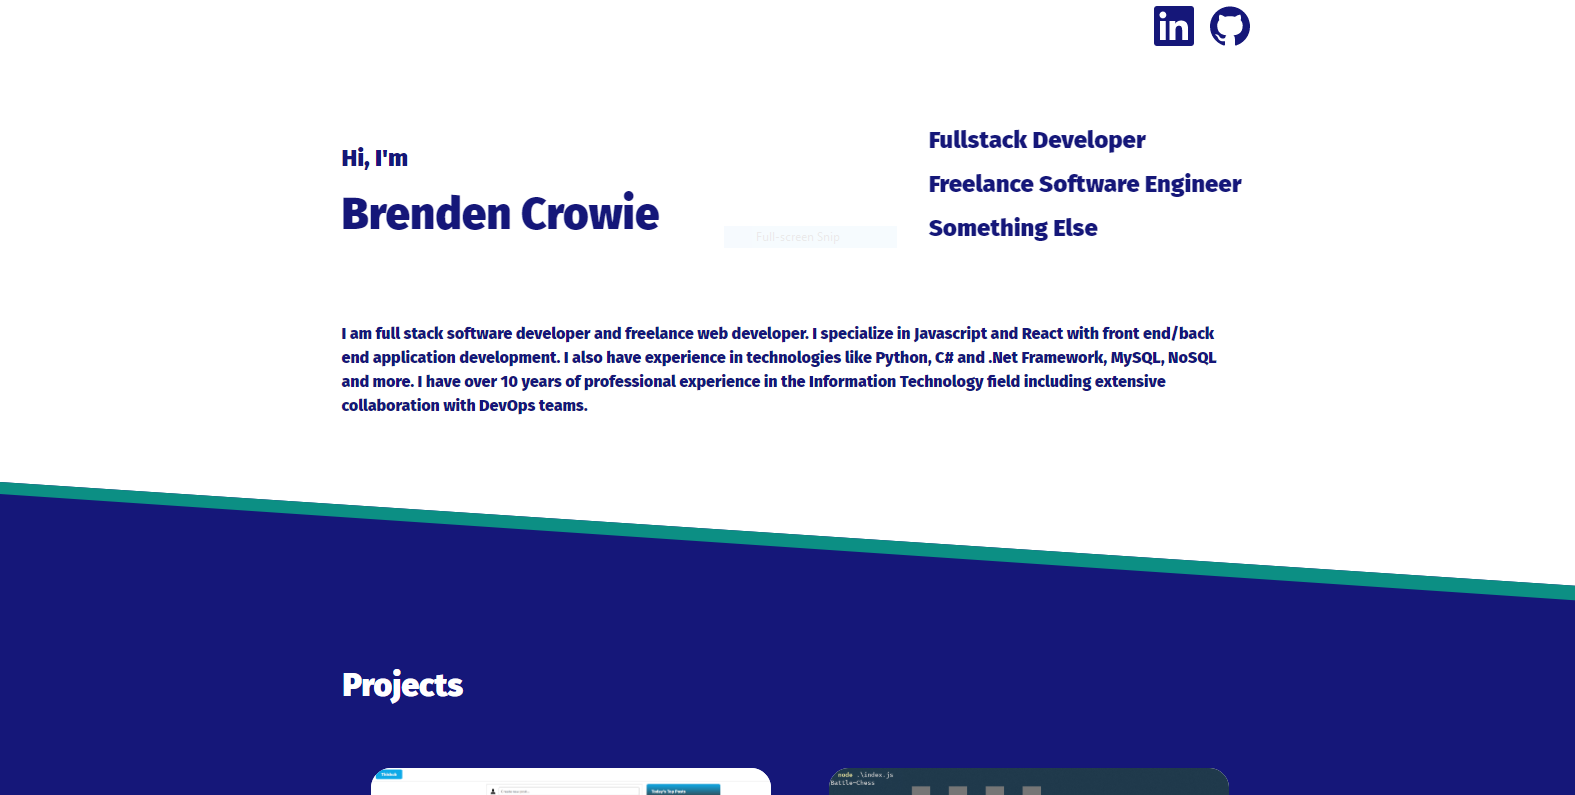 in
Hi, I'm
Brenden Crowie
Fullstack Developer
Freelance Software Engineer
Something Else
Full-screen Snip
I am full stack software developer and freelance web developer. I specialize in Javascript and React with front end/back
end application development. I also have experience in technologies like Python, C# and .Net Framework, MySQL, NoSQL
and more. I have over 10 years of professional experience in the Information Technology field including extensive
collaboration with DevOps teams.
Projects
node .\index.js
Battle-Chess
Today's Top Posts